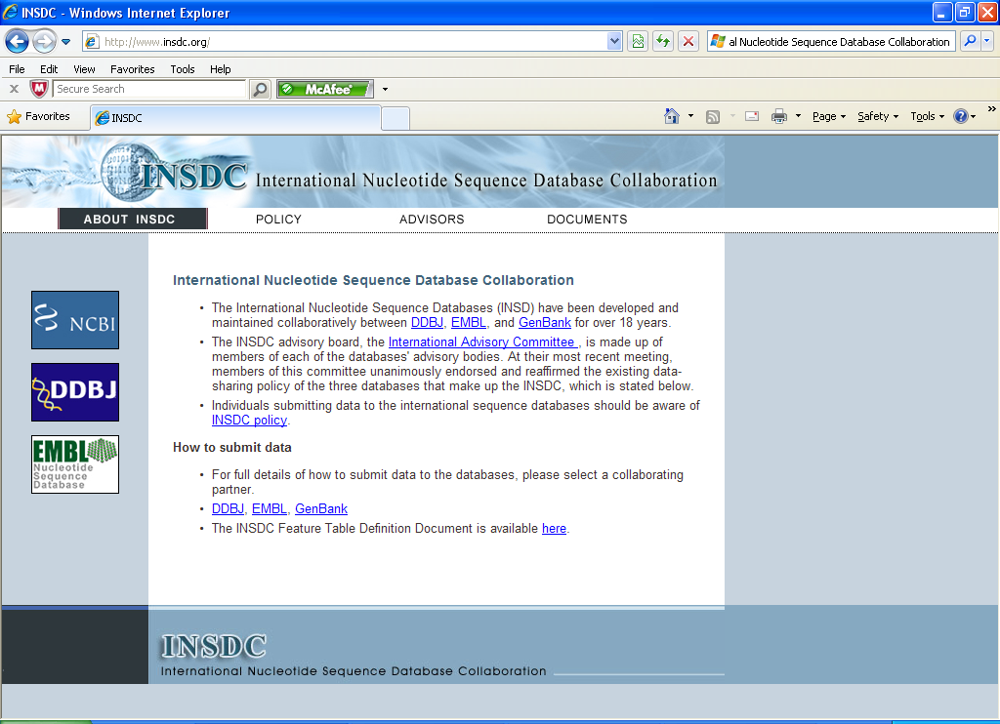 INSDC - Windows Internet Explorer
http://www.insdc.org/
al Nucleotide Sequence Database Collaboration
File Edit View Favorites Tools Help
Secure Search
McAfee
Favorites
INSDC
Page
Safety
Tools
INSDC International Nucleotide Sequence Database Collaboration
ABOUT INSDC
POLICY
ADVISORS
DOCUMENTS
NCBI
DDBJ
EMBL
Nucleotide
Sequence
Database
International Nucleotide Sequence Database Collaboration
• The International Nucleotide Sequence Databases (INSD) have been developed and
maintained collaboratively between DDBJ, EMBL, and GenBank for over 18 years.
• The INSDC advisory board, the International Advisory Committee , is made up of
members of each of the databases' advisory bodies. At their most recent meeting,
members of this committee unanimously endorsed and reaffirmed the existing data-
sharing policy of the three databases that make up the INSDC, which is stated below.
• Individuals submitting data to the international sequence databases should be aware of
INSDC policy.
How to submit data
• For full details of how to submit data to the databases, please select a collaborating
partner.
• DDBJ, EMBL, GenBank
• The INSDC Feature Table Definition Document is available here.
INSDC
International Nucleotide Sequence Database Collaboration